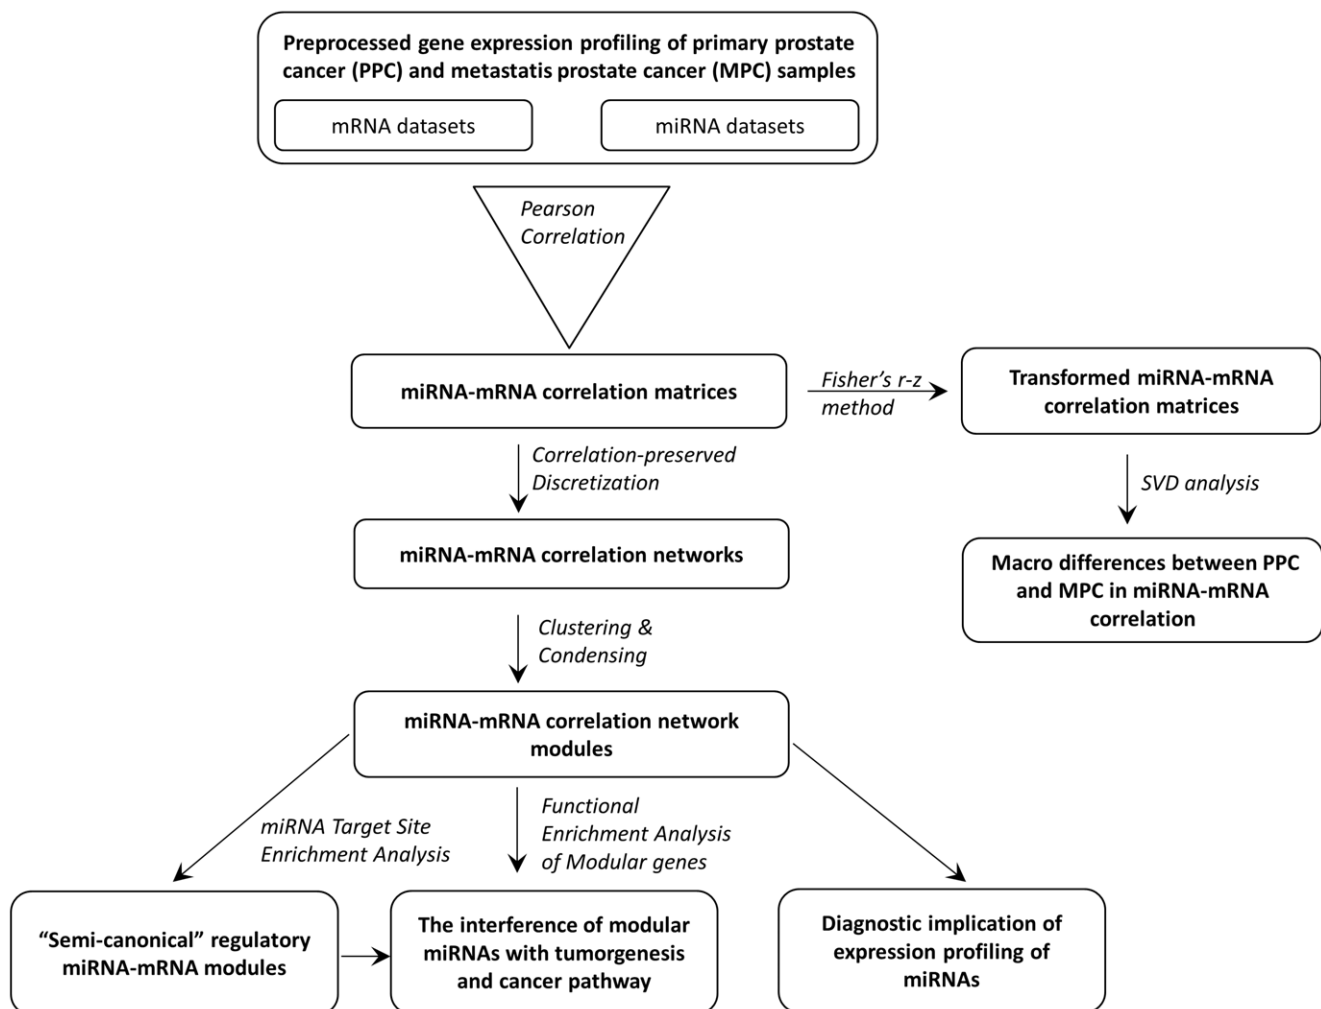 Preprocessed gene expression profiling of primary prostate
cancer (PPC) and metastatis prostate cancer (MPC) samples
mRNA datasets
miRNA datasets
Pearson
Correlation
miRNA-mRNA correlation matrices
Fisher's r-z
method
Transformed miRNA-mRNA
correlation matrices
Correlation-preserved
Discretization
SVD analysis
miRNA-mRNA correlation networks
Macro differences between PPC
and MPC in miRNA-mRNA
correlation
Clustering &
Condensing
miRNA-mRNA correlation network
modules
miRNA Target Site
Enrichment Analysis
Functional
Enrichment Analysis
of Modular genes
“Semi-canonical” regulatory
miRNA-mRNA modules
The interference of modular
miRNAs with tumorgenesis
and cancer pathway
Diagnostic implication of
expression profiling of
miRNAs